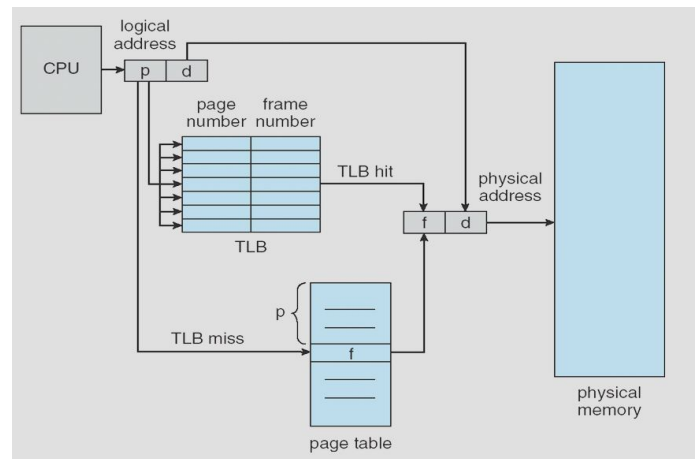 logical
address
CPU
p d
page frame
number number
TLB hit
physical
address
f d
TLB
p
TLB miss
f
physical
memory
page table